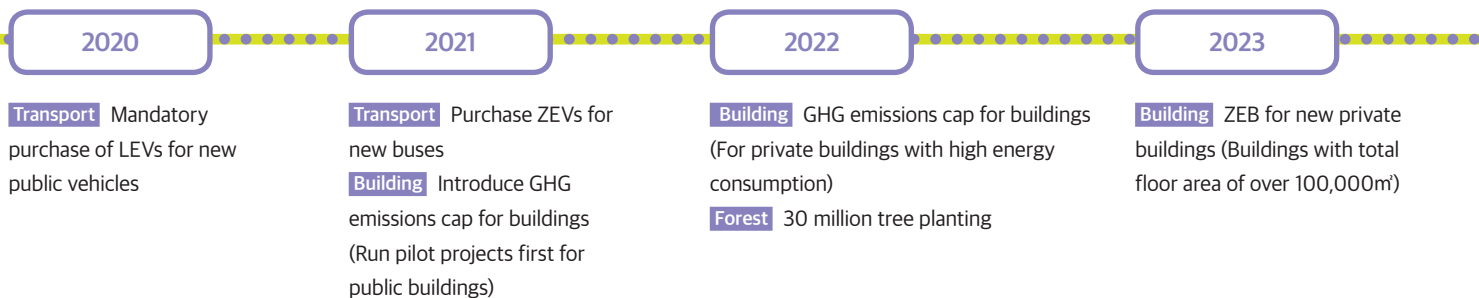 2020
Transport Mandatory
purchase of LEVs for new
public vehicles
2021
Transport Purchase ZEVs for
new buses
Building Introduce GHG
emissions cap for buildings
(Run pilot projects first for
public buildings)
2022
Building GHG emissions cap for buildings
(For private buildings with high energy
consumption)
Forest 30 million tree planting
2023
Building ZEB for new private
buildings (Buildings with total
floor area of over 100,000㎡)